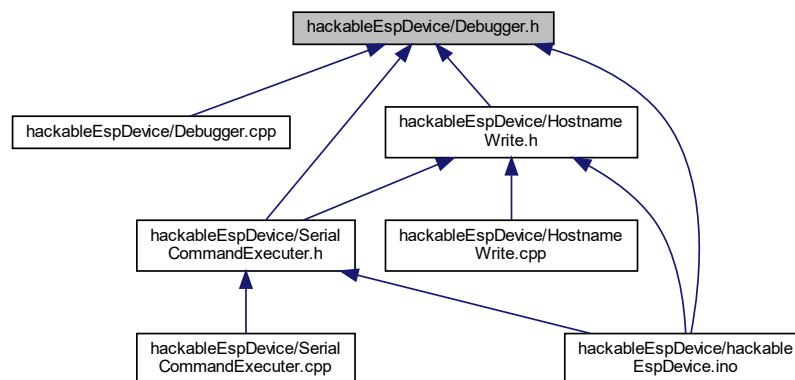 hackableEspDevice/Debugger.h
hackableEspDevice/Debugger.cpp
hackableEspDevice/Hostname
Write.h
hackableEspDevice/Serial
CommandExecuter.h
hackableEspDevice/Hostname
Write.cpp
hackableEspDevice/Serial
CommandExecuter.cpp
hackableEspDevice/hackable
EspDevice.ino